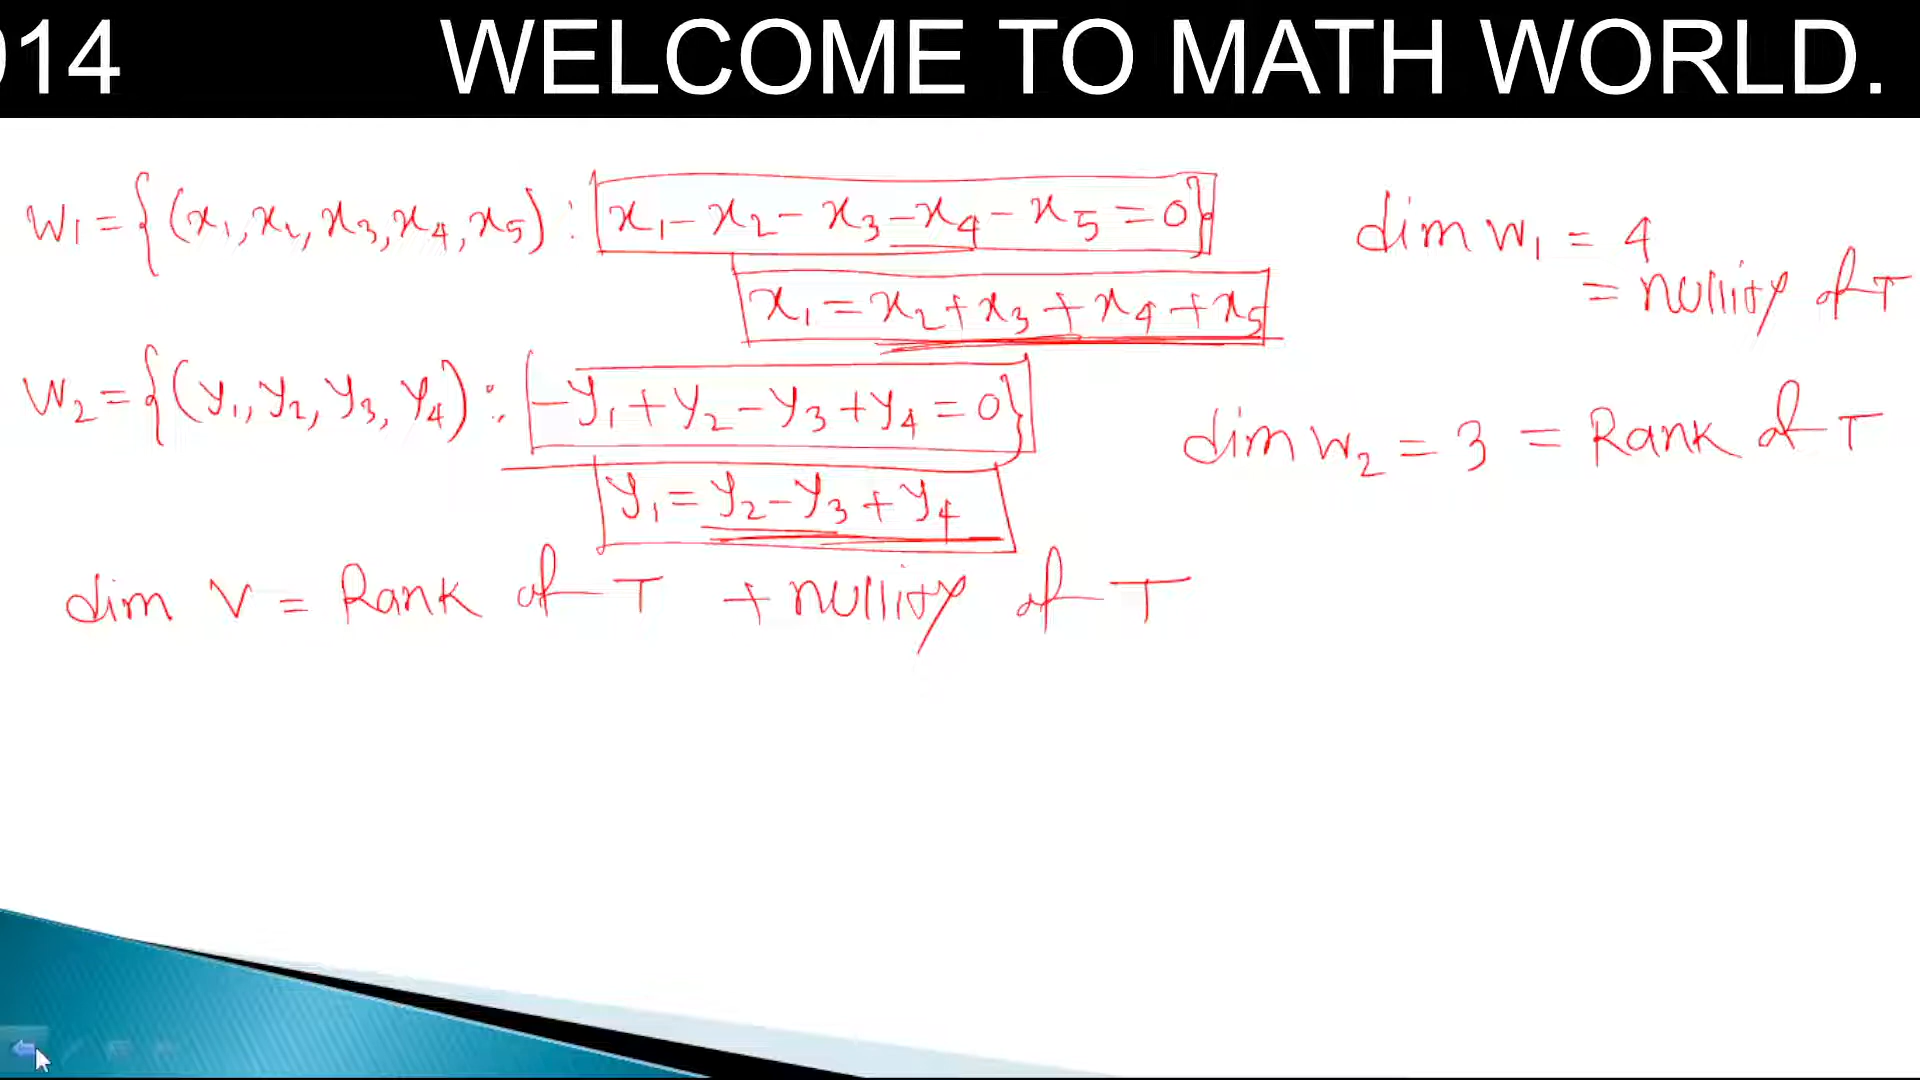 014 WELCOME TO MATH WORLD.
W₁ = {(x₁, x₂, x₃, x₄, x₅) : x₁ - x₂ - x₃ - x₄ - x₅ = 0}
dim W₁ = 4
x₁ = x₂ + x₃ + x₄ + x₅
= nullity of T
W₂ = {(y₁, y₂, y₃, y₄) : -y₁ + y₂ - y₃ + y₄ = 0}
dim W₂ = 3 = Rank of T
y₁ = y₂ - y₃ + y₄
dim V = Rank of T + nullity of T